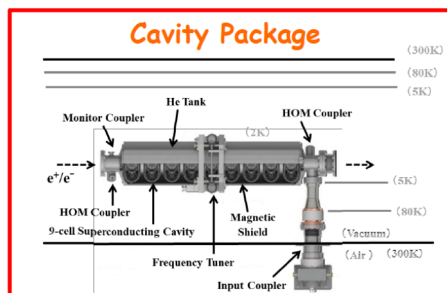 Cavity Package
(300K)
(80K)
(5K)
He Tank
HOM Coupler
Monitor Coupler
(2K)
e+/e-
(5K)
HOM Coupler
Magnetic
Shield
(80K)
9-cell Superconducting Cavity
(Vacuum)
Frequency Tuner
(Air)
(300K)
Input Coupler